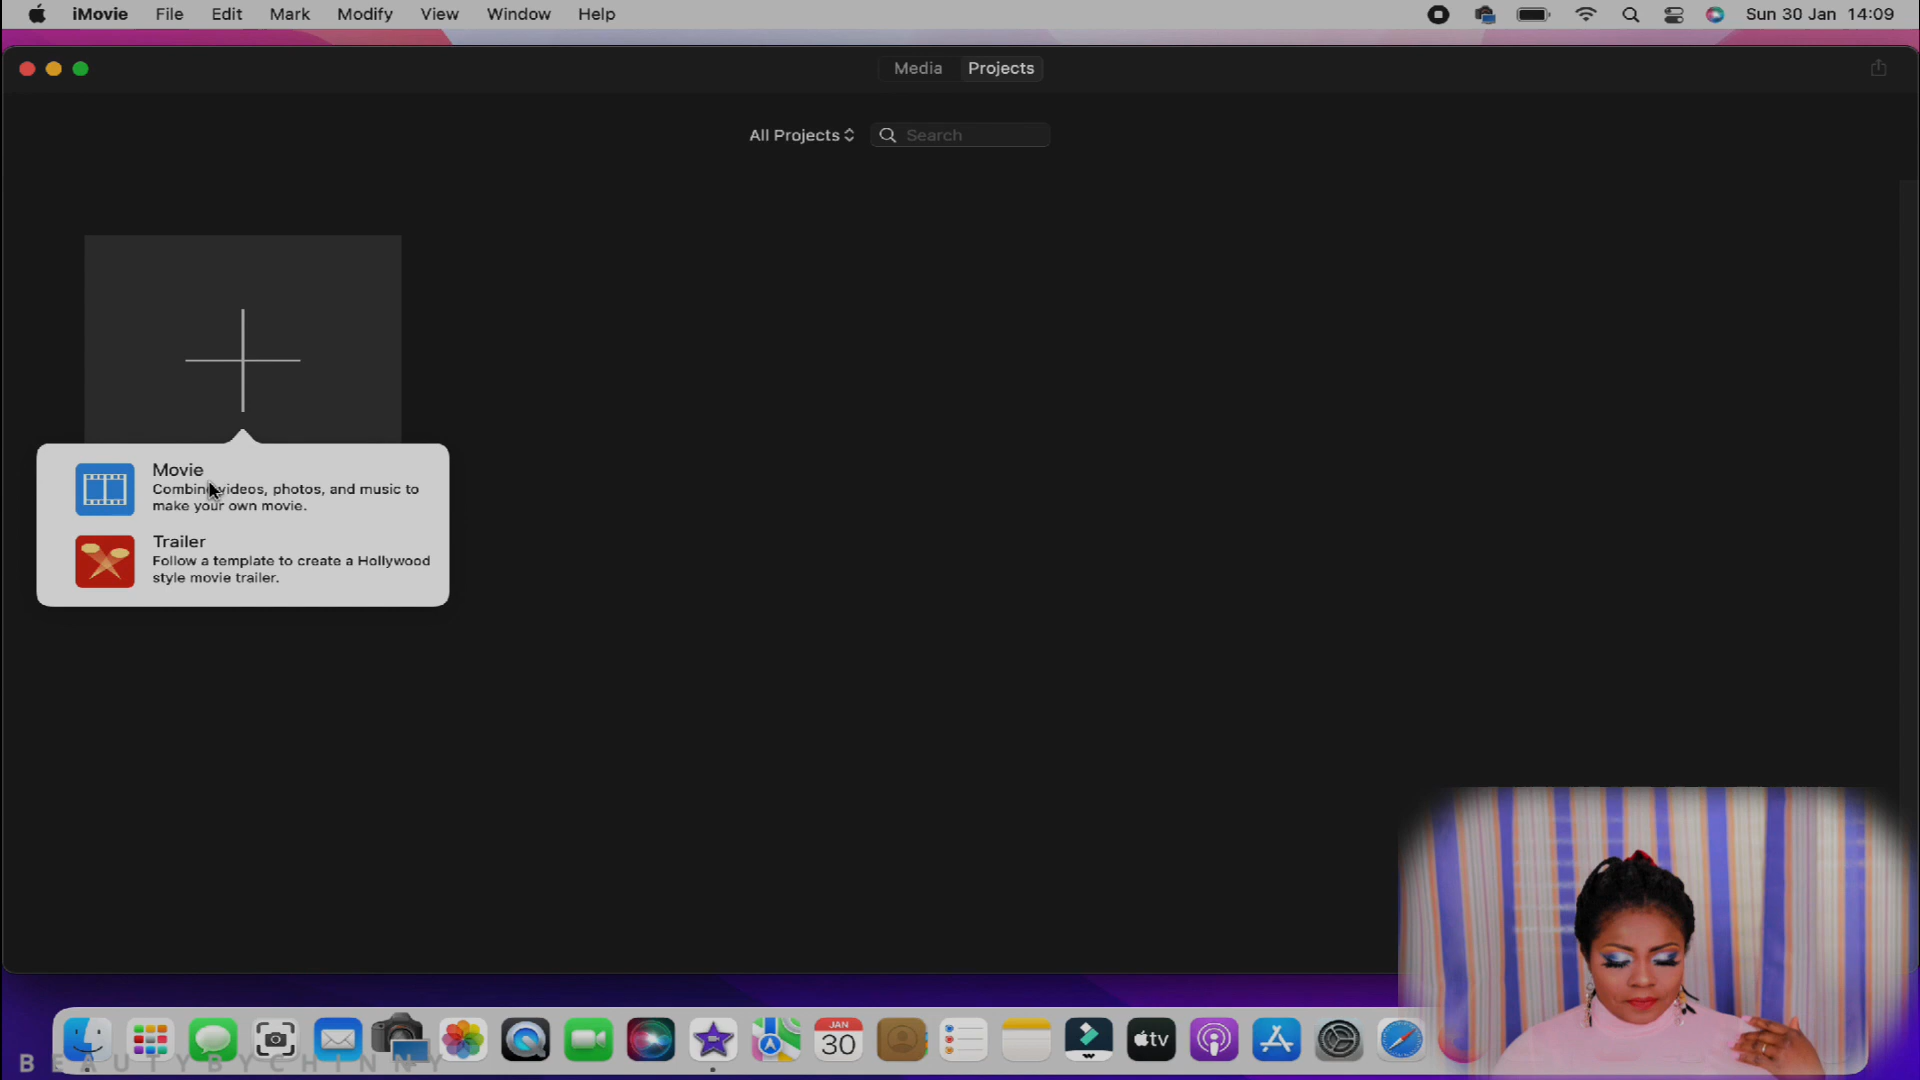 iMovie File Edit Mark Modify View Window Help Sun 30 Jan 14:09
Media Projects
All Projects Search
Movie
Combine videos, photos, and music to
make your own movie.
Trailer
Follow a template to create a Hollywood
style movie trailer.
JAN
30
tv
BEAUTYBYCHINNY